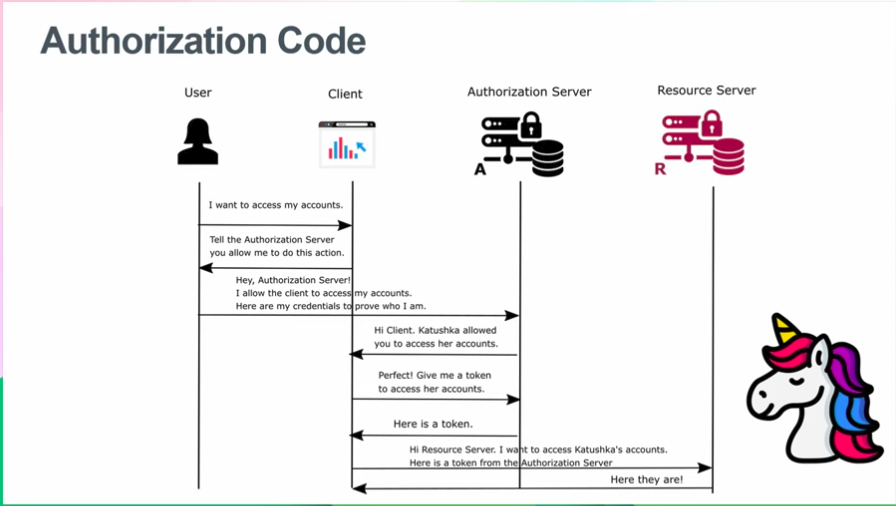 Authorization Code
User
Client
Authorization Server
Resource Server
A
R
I want to access my accounts.
Tell the Authorization Server
you allow me to do this action.
Hey, Authorization Server!
I allow the client to access my accounts.
Here are my credentials to prove who I am.
Hi Client. Katushka allowed
you to access her accounts.
Perfect! Give me a token
to access her accounts.
Here is a token.
Hi Resource Server. I want to access Katushka's accounts.
Here is a token from the Authorization Server
Here they are!